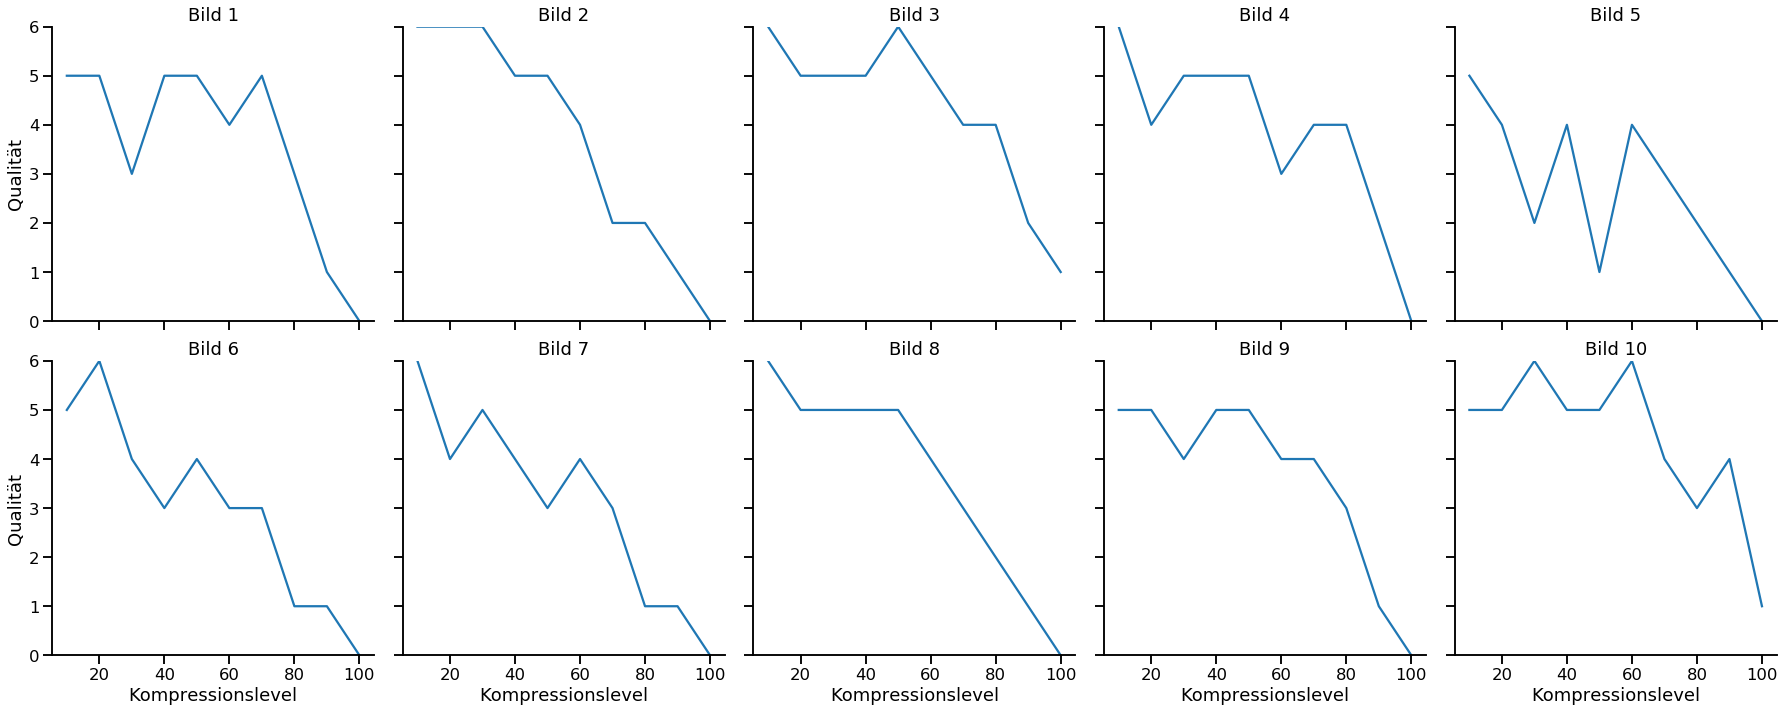 Bild 1
Bild 2
Bild 3
Bild 4
Bild 5
6
5
4
3
2
1
0
Qualität
Bild 6
Bild 7
Bild 8
Bild 9
Bild 10
6
5
4
3
2
1
0
Qualität
20 40 60 80 100
20 40 60 80 100
20 40 60 80 100
20 40 60 80 100
20 40 60 80 100
Kompressionslevel
Kompressionslevel
Kompressionslevel
Kompressionslevel
Kompressionslevel